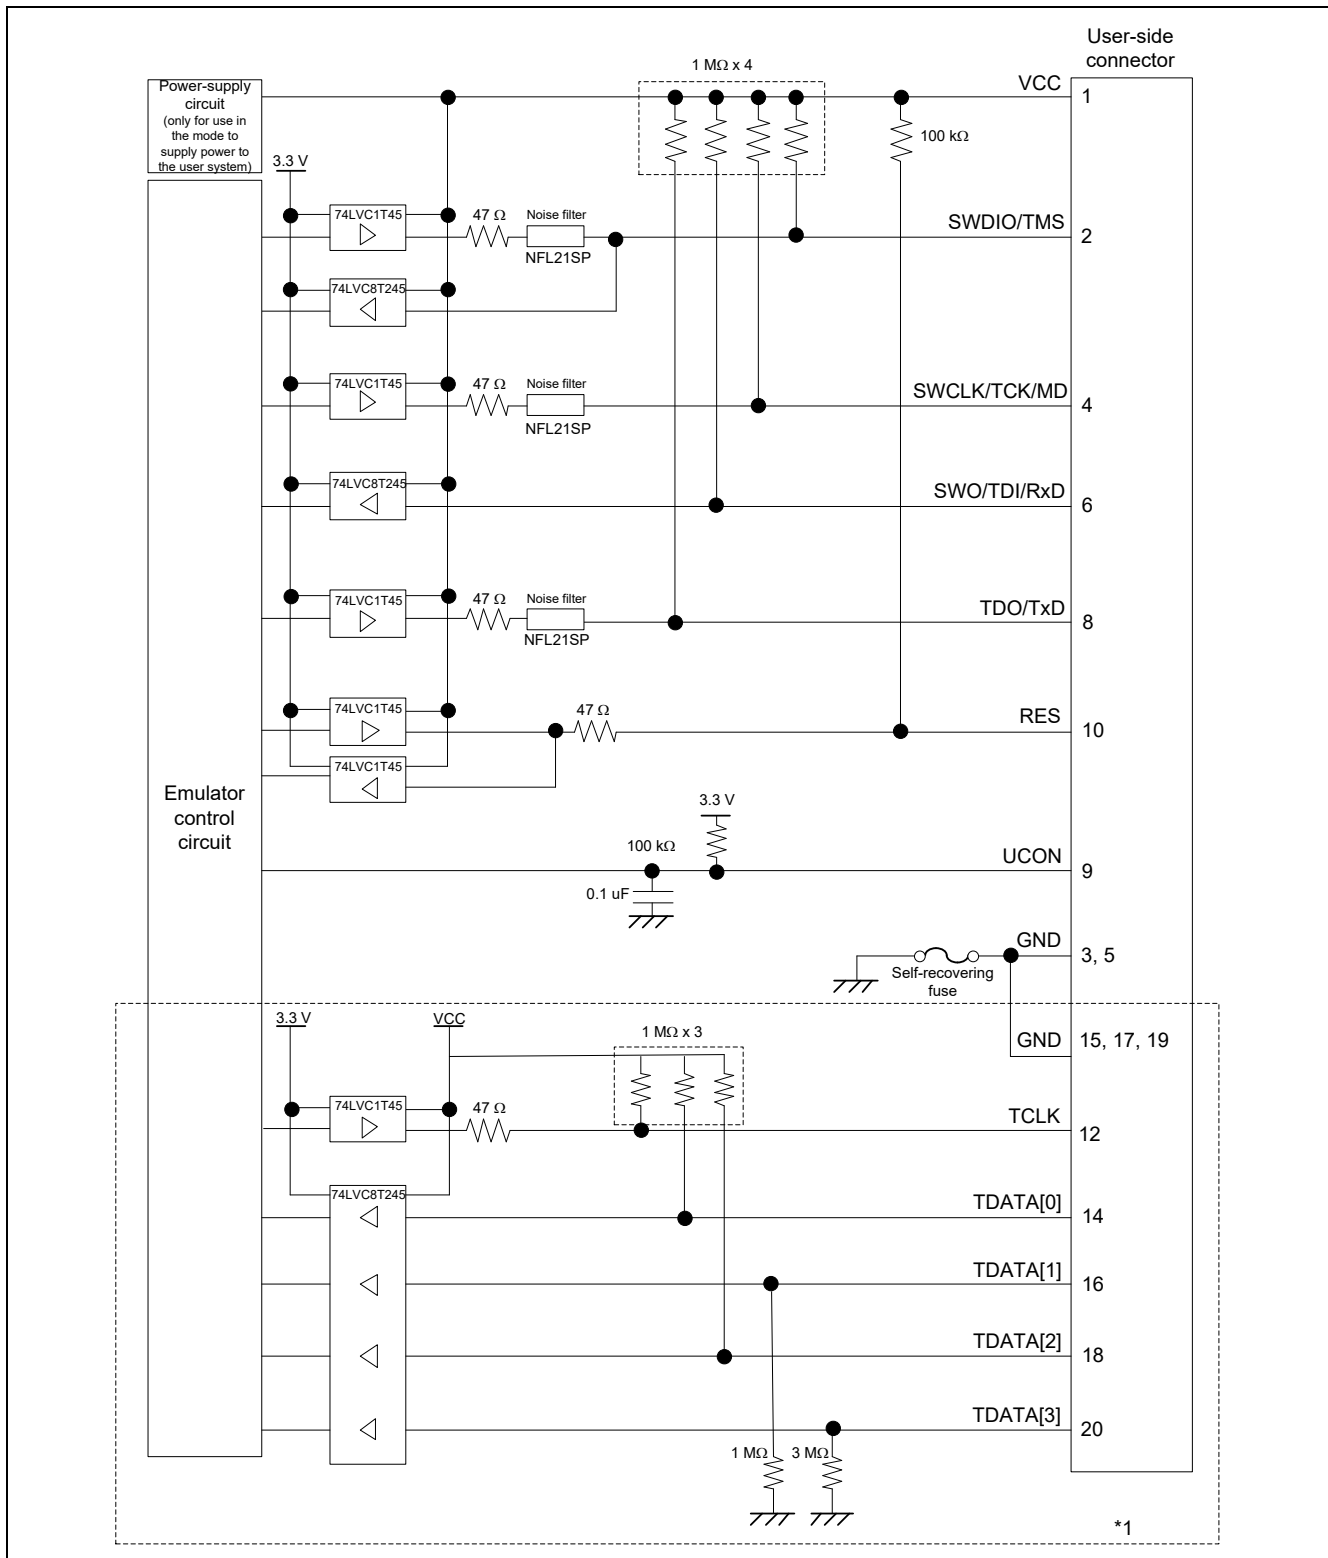 User-side
connector
1 MΩ x 4
VCC
1
Power-supply
circuit
(only for use in
the mode to
supply power to
the user system)
100 kΩ
3.3 V
74LVC1T45
47 Ω
Noise filter
NFL21SP
SWDIO/TMS
2
74LVC8T245
74LVC1T45
47 Ω
Noise filter
NFL21SP
SWCLK/TCK/MD
4
74LVC8T245
SWO/TDI/RxD
6
74LVC1T45
47 Ω
Noise filter
NFL21SP
TDO/TxD
8
74LVC1T45
47 Ω
RES
10
74LVC1T45
Emulator
control
circuit
3.3 V
100 kΩ
UCON
9
0.1 uF
GND
3, 5
Self-recovering
fuse
3.3 V
VCC
1 MΩ x 3
GND
15, 17, 19
74LVC1T45
47 Ω
TCLK
12
74LVC8T245
TDATA[0]
14
TDATA[1]
16
TDATA[2]
18
TDATA[3]
20
1 MΩ
3 MΩ
*1